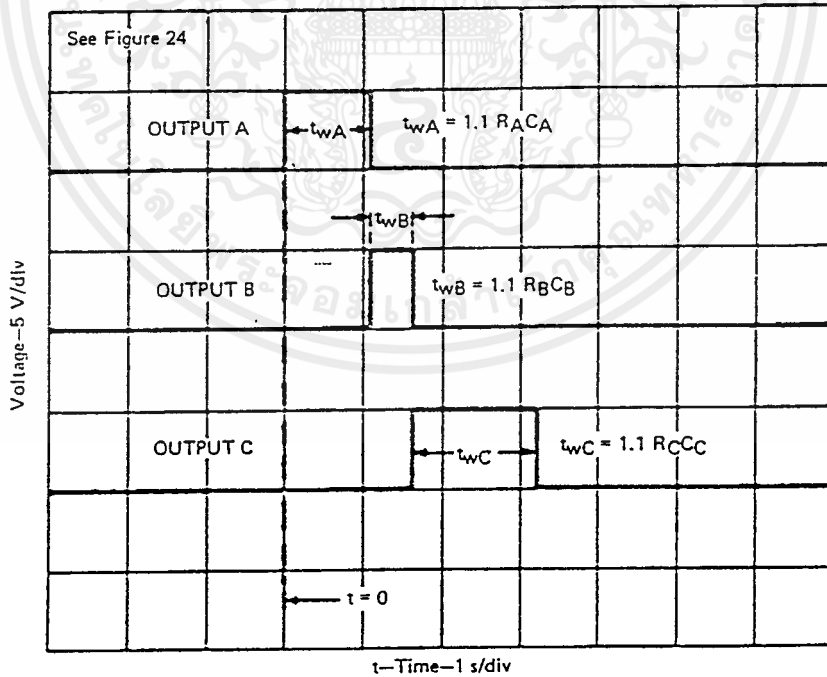 See Figure 24
OUTPUT A
twA
twA = 1.1 RACA
twB
OUTPUT B
twB = 1.1 RBCB
OUTPUT C
twC
twC = 1.1 RCCC
t = 0
Voltage—5 V/div
t—Time—1 s/div